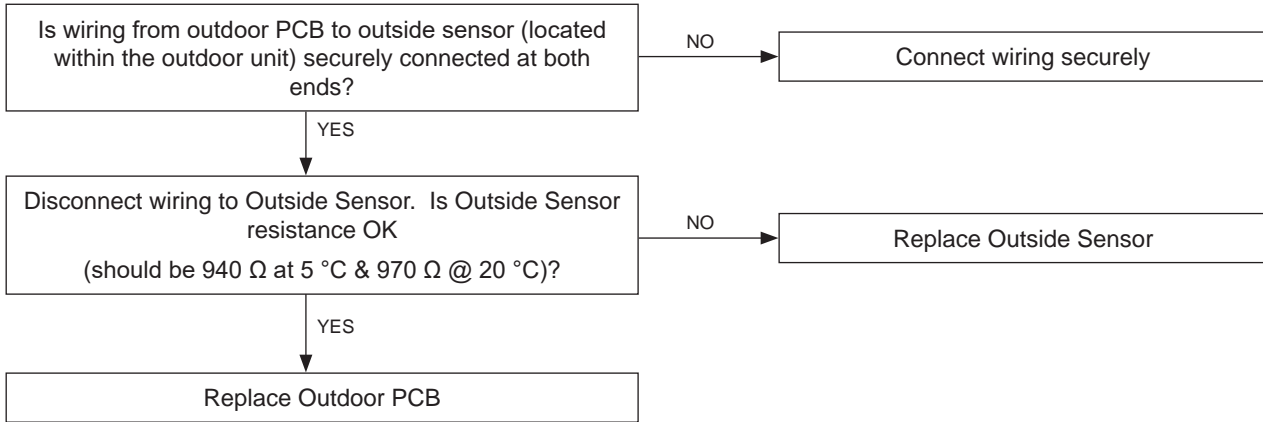 Is wiring from outdoor PCB to outside sensor (located
within the outdoor unit) securely connected at both
ends?
NO
Connect wiring securely
YES
Disconnect wiring to Outside Sensor. Is Outside Sensor
resistance OK
(should be 940 Ω at 5 °C & 970 Ω @ 20 °C)?
NO
Replace Outside Sensor
YES
Replace Outdoor PCB